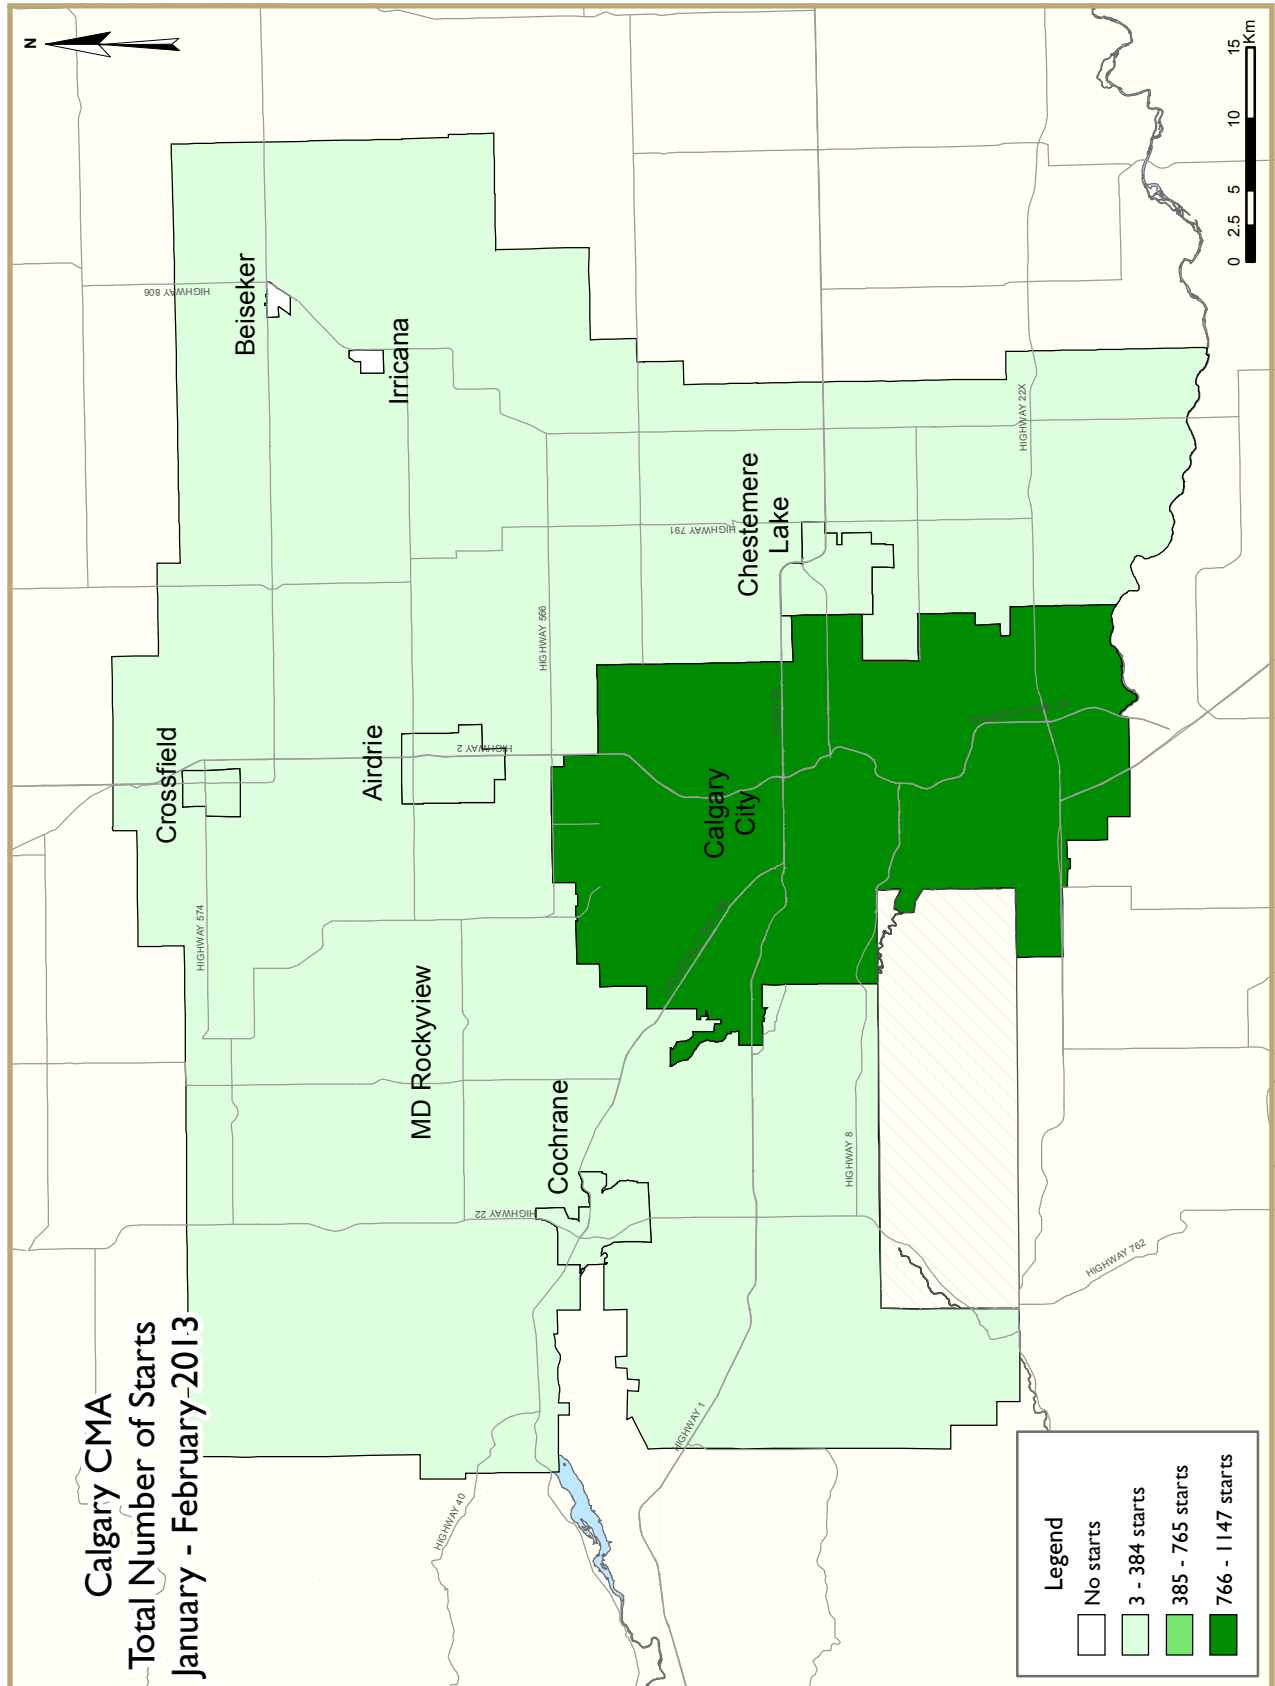 Calgary CMA
Total Number of Starts
January - February 2013
N
HIGHWAY 806
Beiseker
Irricana
Crossfield
Airdrie
HIGHWAY 2
HIGHWAY 566
HIGHWAY 574
MD Rockyview
HIGHWAY 791
Chestemere
Lake
HIGHWAY 22X
Calgary
City
Cochrane
HIGHWAY 22
HIGHWAY 8
HIGHWAY 1
HIGHWAY 40
HIGHWAY 762
Legend
No starts
3 - 384 starts
385 - 765 starts
766 - 1147 starts
0 2.5 5 10 15
Km